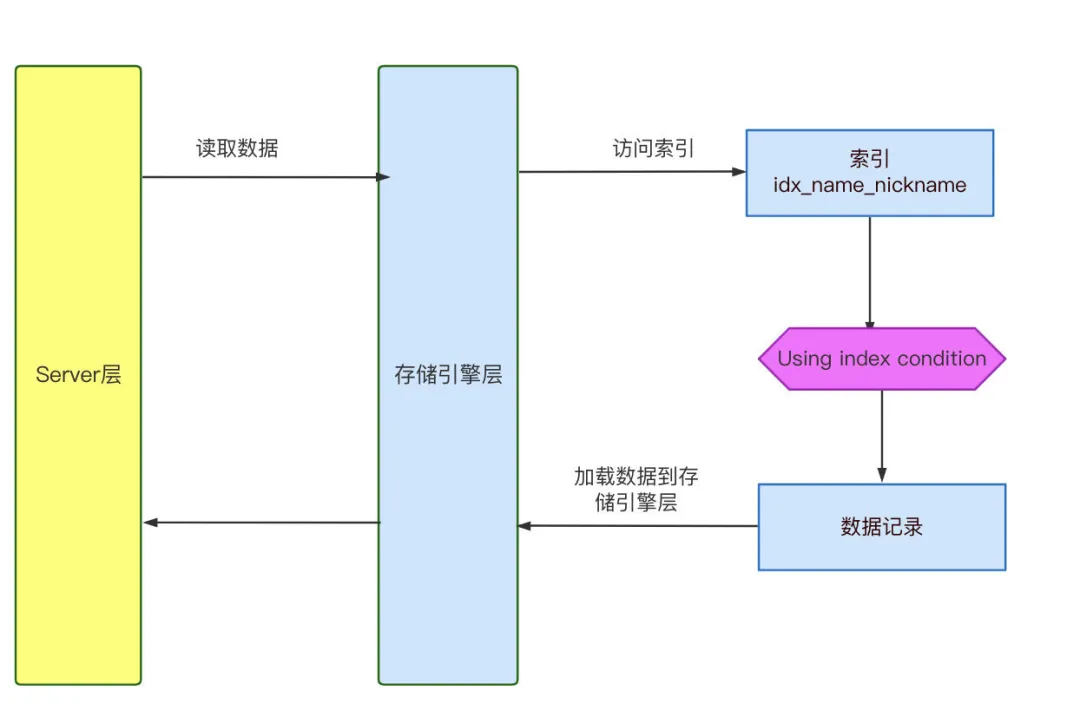 读取数据
访问索引
索引
idx_name_nickname
Using index condition
Server层
存储引擎层
加载数据到存
储引擎层
数据记录